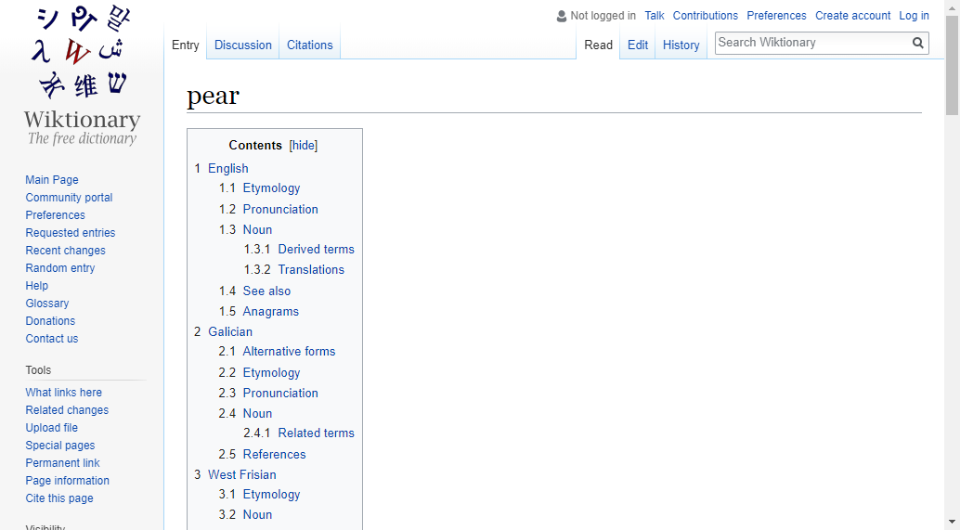 Not logged in Talk Contributions Preferences Create account Log in
Entry Discussion Citations Read Edit History Search Wiktionary
Wiktionary
The free dictionary
Main Page
Community portal
Preferences
Requested entries
Recent changes
Random entry
Help
Glossary
Donations
Contact us
Tools
What links here
Related changes
Upload file
Special pages
Permanent link
Page information
Cite this page
Visibility
pear
Contents [hide]
1 English
1.1 Etymology
1.2 Pronunciation
1.3 Noun
1.3.1 Derived terms
1.3.2 Translations
1.4 See also
1.5 Anagrams
2 Galician
2.1 Alternative forms
2.2 Etymology
2.3 Pronunciation
2.4 Noun
2.4.1 Related terms
2.5 References
3 West Frisian
3.1 Etymology
3.2 Noun